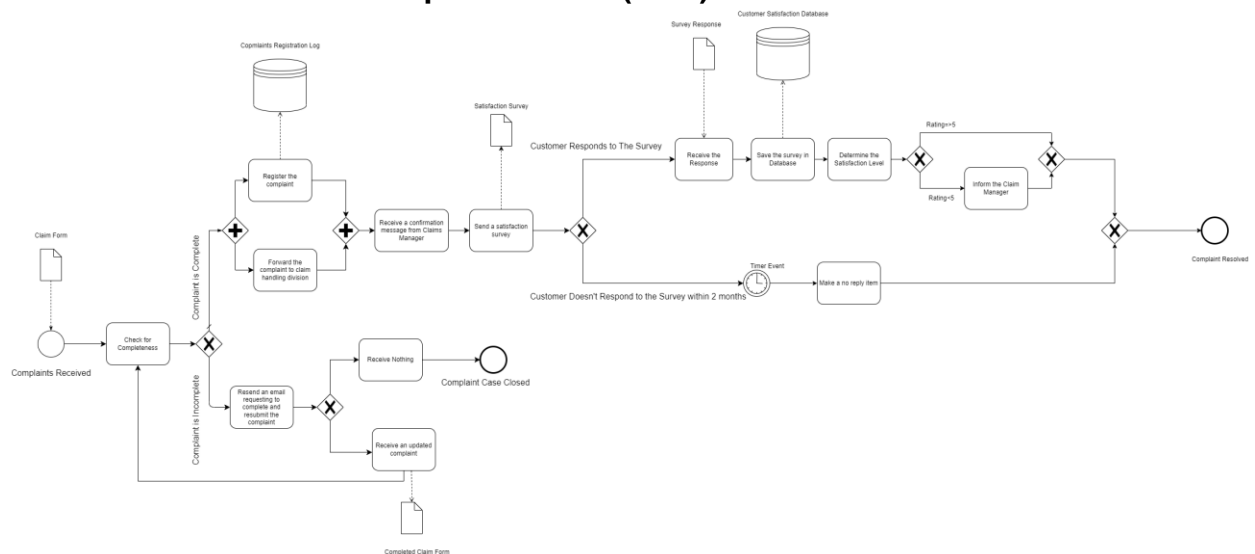 Survey Response
Customer Satisfaction Database
Copmlaints Registration Log
Satisfaction Survey
Rating>=5
Customer Responds to The Survey
Receive the
Response
Save the survey in
Database
Determine the
Satisfaction Level
Register the
complaint
Inform the Claim
Manager
Rating<5
Receive a confirmation
message from Claims
Manager
Send a satisfaction
survey
Claim Form
Complaint is Complete
Forward the
complaint to claim
handling division
Timer Event
Complaint Resolved
Customer Doesn't Respond to the Survey within 2 months
Make a no reply item
Check for
Completeness
Complaints Received
Receive Nothing
Complaint Case Closed
Complaint is Incomplete
Resend an email
requesting to
complete and
resubmit the
complaint
Receive an updated
complaint
Completed Claim Form